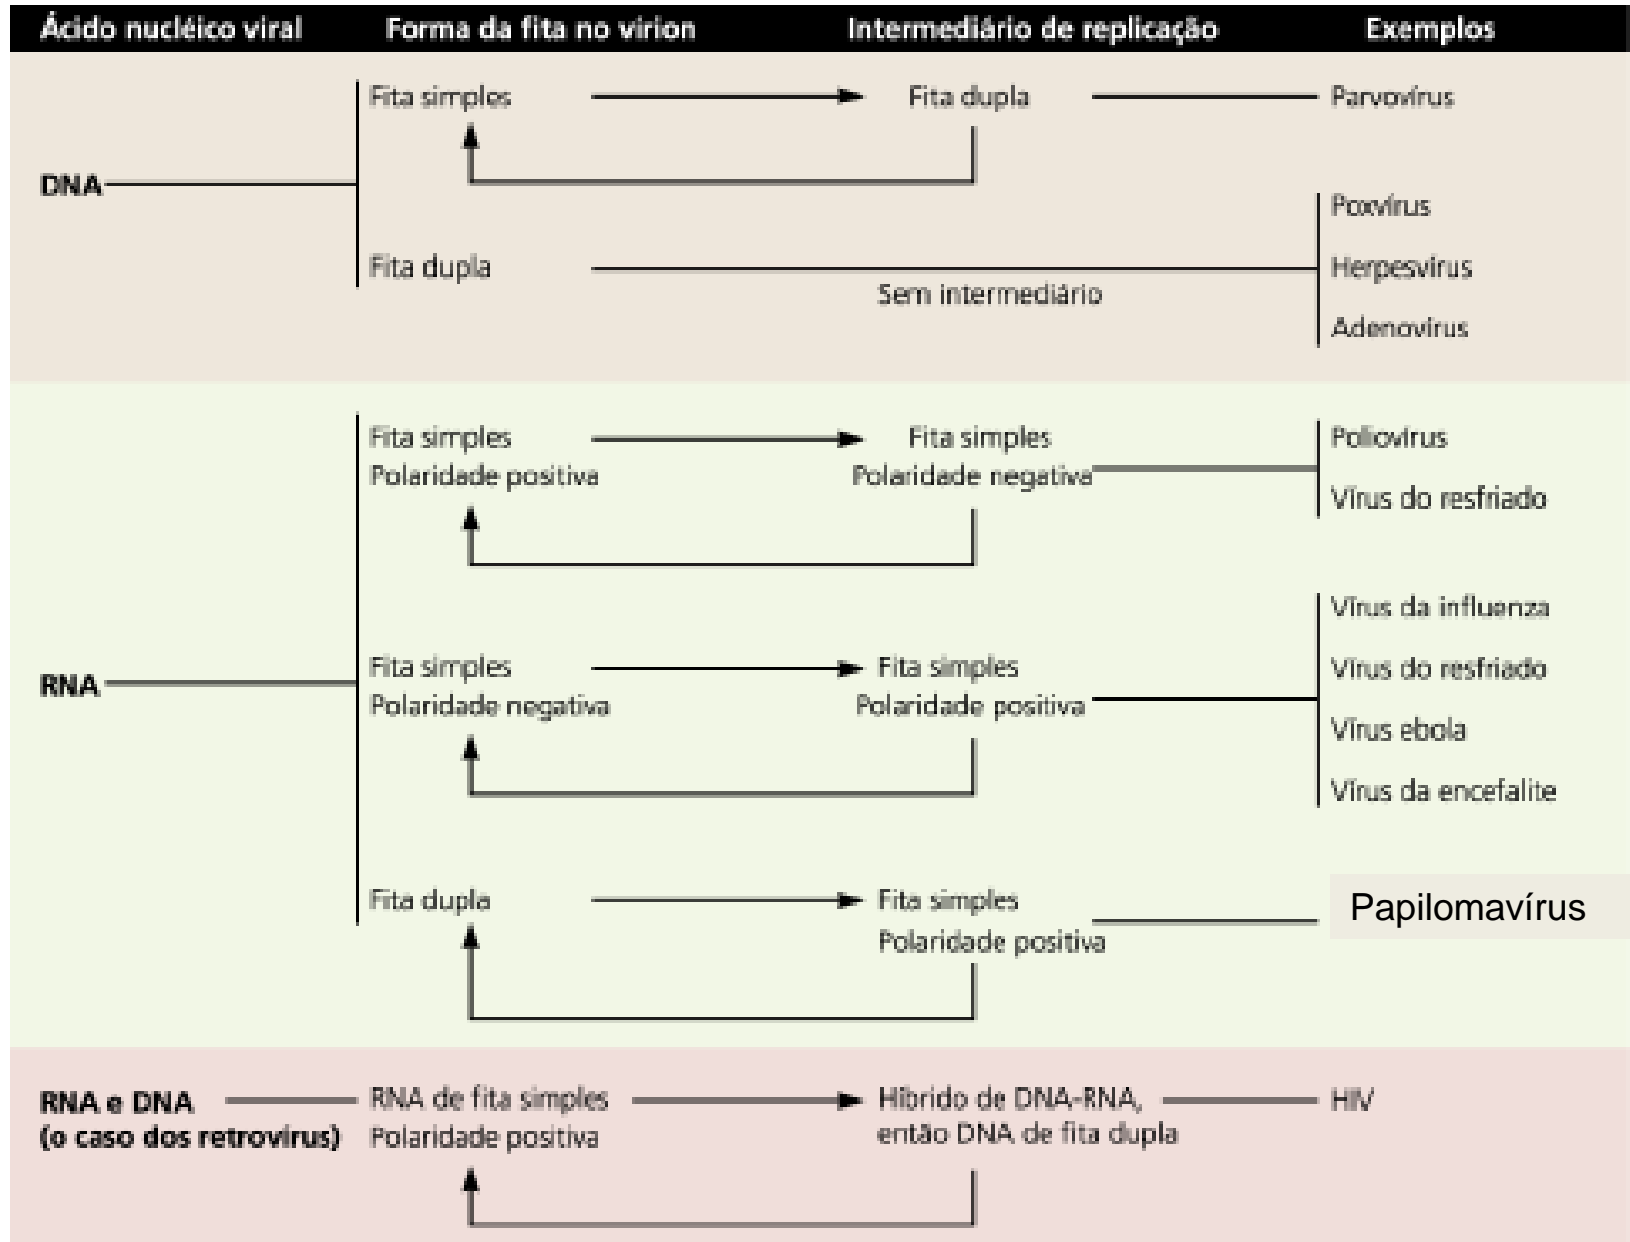 Ácido nucléico viral Forma da fita no vírion Intermediário de replicação Exemplos
Fita simples Fita dupla Parvovírus
DNA
Poxvírus
Fita dupla Herpesvírus
Sem intermediário
Adenovírus
Fita simples Fita simples Poliovírus
Polaridade positiva Polaridade negativa
Vírus do resfriado
Vírus da influenza
Fita simples Fita simples Vírus do resfriado
RNA
Polaridade negativa Polaridade positiva
Vírus ebola
Vírus da encefalite
Fita dupla Fita simples Papilomavírus
Polaridade positiva
RNA e DNA RNA de fita simples Híbrido de DNA-RNA, HIV
(o caso dos retrovírus) Polaridade positiva então DNA de fita dupla